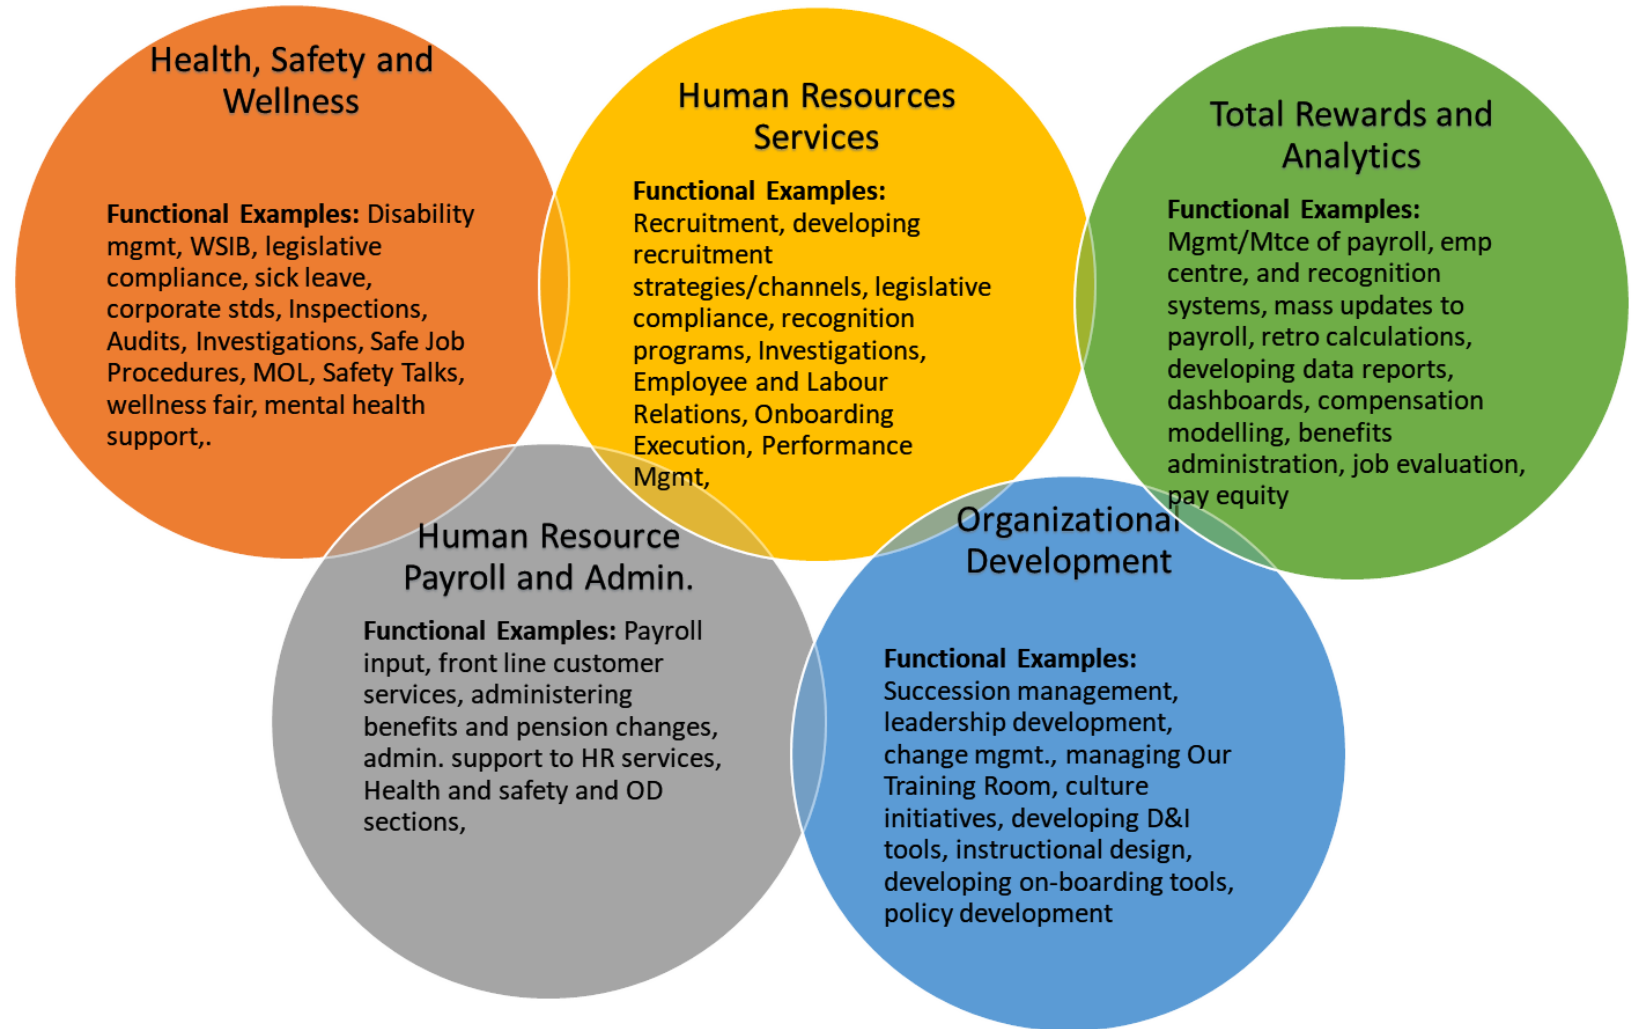 Health, Safety and
Wellness
Functional Examples: Disability
mgmt, WSIB, legislative
compliance, sick leave,
corporate stds, Inspections,
Audits, Investigations, Safe Job
Procedures, MOL, Safety Talks,
wellness fair, mental health
support,.
Human Resources
Services
Functional Examples:
Recruitment, developing
recruitment
strategies/channels, legislative
compliance, recognition
programs, Investigations,
Employee and Labour
Relations, Onboarding
Execution, Performance
Mgmt,
Total Rewards and
Analytics
Functional Examples:
Mgmt/Mtce of payroll, emp
centre, and recognition
systems, mass updates to
payroll, retro calculations,
developing data reports,
dashboards, compensation
modelling, benefits
administration, job evaluation,
pay equity
Human Resource
Payroll and Admin.
Functional Examples: Payroll
input, front line customer
services, administering
benefits and pension changes,
admin. support to HR services,
Health and safety and OD
sections,
Organizational
Development
Functional Examples:
Succession management,
leadership development,
change mgmt., managing Our
Training Room, culture
initiatives, developing D&I
tools, instructional design,
developing on-boarding tools,
policy development